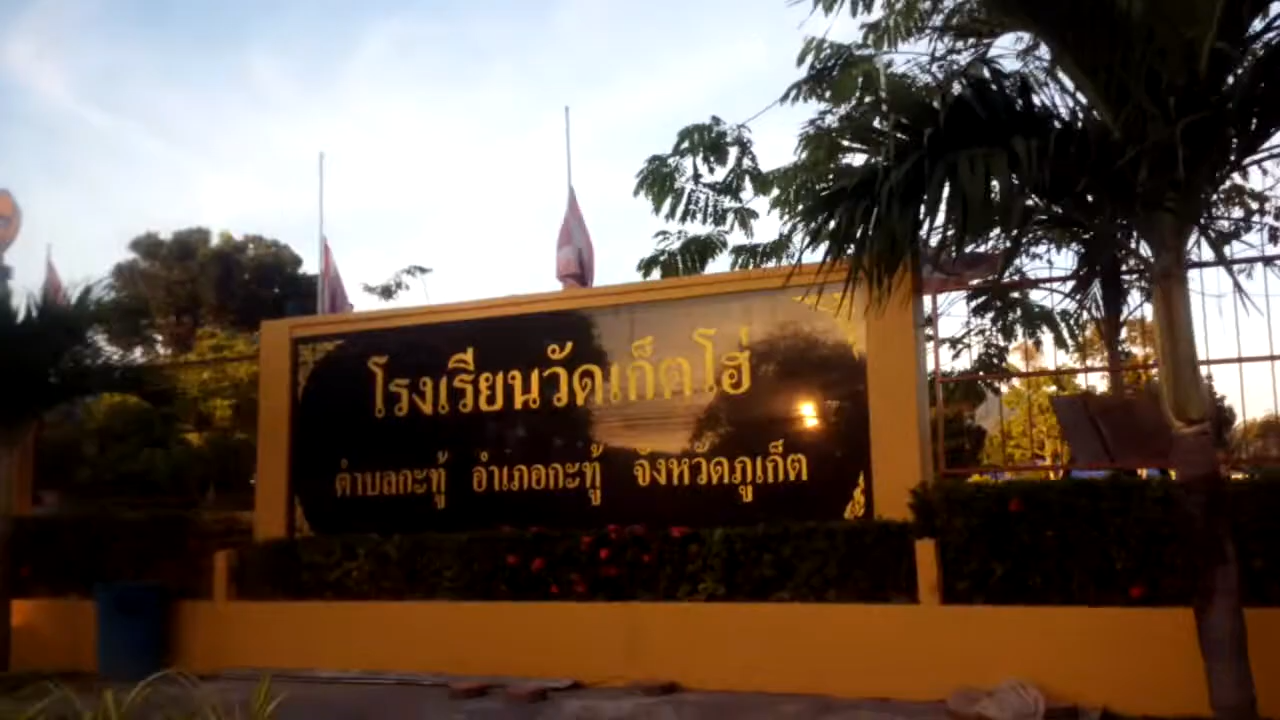 โรงเรียนวัดเก็ตโฮ่
ตำบลกะทู้ อำเภอกะทู้ จังหวัดภูเก็ต